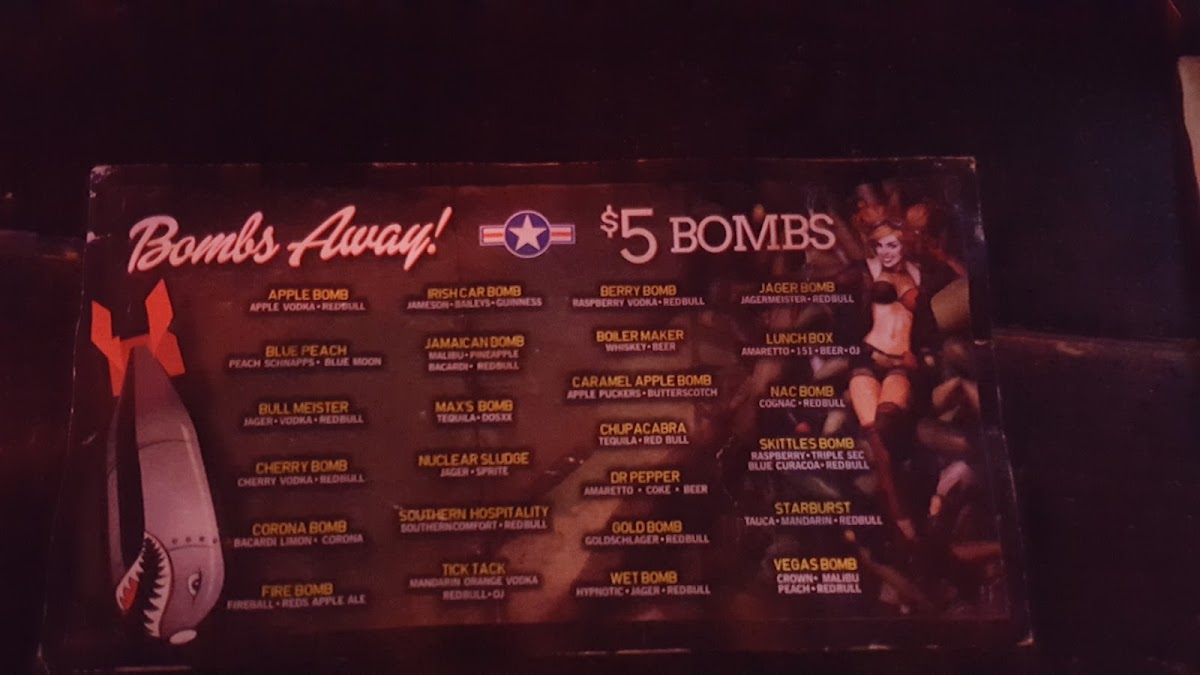 Bombs Away!
$5 BOMBS
APPLE BOMB
APPLE VODKA • REDBULL
BLUE PEACH
PEACH SCHNAPPS • BLUE MOON
BULL MEISTER
JAGER • VODKA • REDBULL
CHERRY BOMB
CHERRY VODKA • REDBULL
CORONA BOMB
BACARDI LIMON • CORONA
FIRE BOMB
FIREBALL • REDS APPLE ALE
IRISH CAR BOMB
JAMESON • BAILEYS • GUINNESS
JAMAICAN BOMB
MALIBU • PINEAPPLE
BACARDI • REDBULL
MAX'S BOMB
TEQUILA • DOSXX
NUCLEAR SLUDGE
JAGER • SPRITE
SOUTHERN HOSPITALITY
SOUTHERNCOMFORT • REDBULL
TICK TACK
MANDARIN ORANGE VODKA
REDBULL • OJ
BERRY BOMB
RASPBERRY VODKA • REDBULL
BOILER MAKER
WHISKEY • BEER
CARAMEL APPLE BOMB
APPLE PUCKERS • BUTTERSCOTCH
CHUPACABRA
TEQUILA • RED BULL
DR PEPPER
AMARETTO • COKE • BEER
GOLD BOMB
GOLDSCHLAGER • REDBULL
WET BOMB
HYPNOTIC • JAGER • REDBULL
JAGER BOMB
JAGERMEISTER • REDBULL
LUNCH BOX
AMARETTO • 151 • BEER • OJ
NAC BOMB
COGNAC • REDBULL
SKITTLES BOMB
RASPBERRY • TRIPLE SEC
BLUE CURACOA • REDBULL
STARBURST
TAUCA • MANDARIN • REDBULL
VEGAS BOMB
CROWN • MALIBU
PEACH • REDBULL